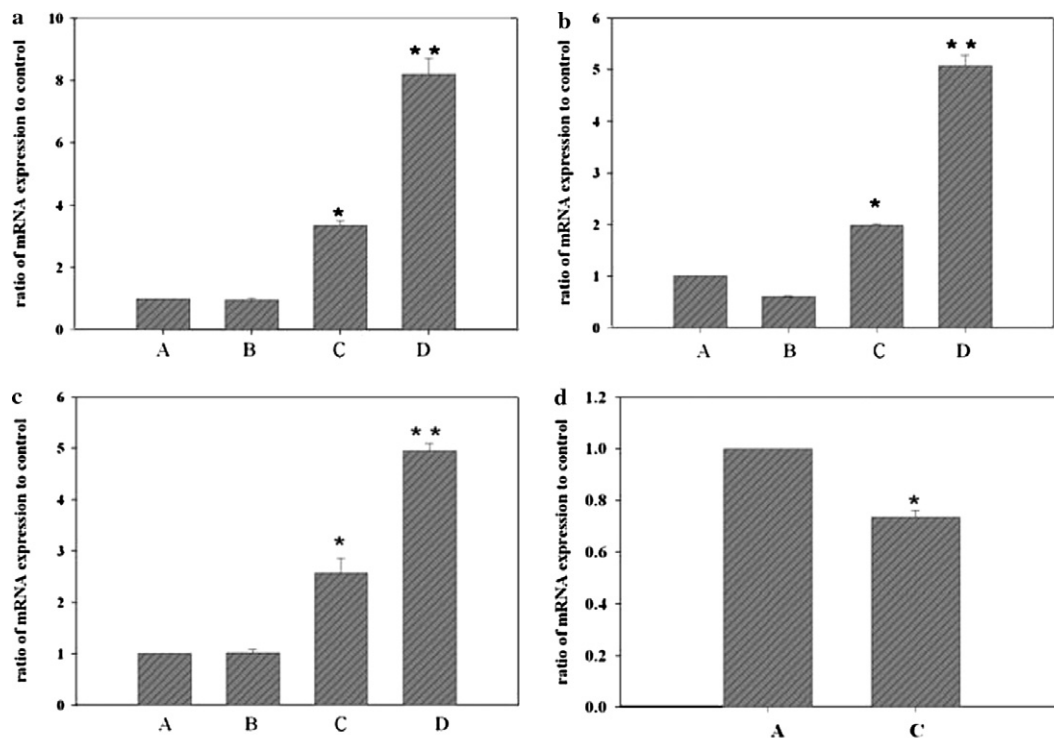 a
ratio of mRNA expression to control
10
8
6
4
2
0
* 
* *
A B C D
b
ratio of mRNA expression to control
6
5
4
3
2
1
0
*
* *
A B C D
c
ratio of mRNA expression to control
6
5
4
3
2
1
0
*
* *
A B C D
d
ratio of mRNA expression to control
1.2
1.0
0.8
0.6
0.4
0.2
0.0
*
A C